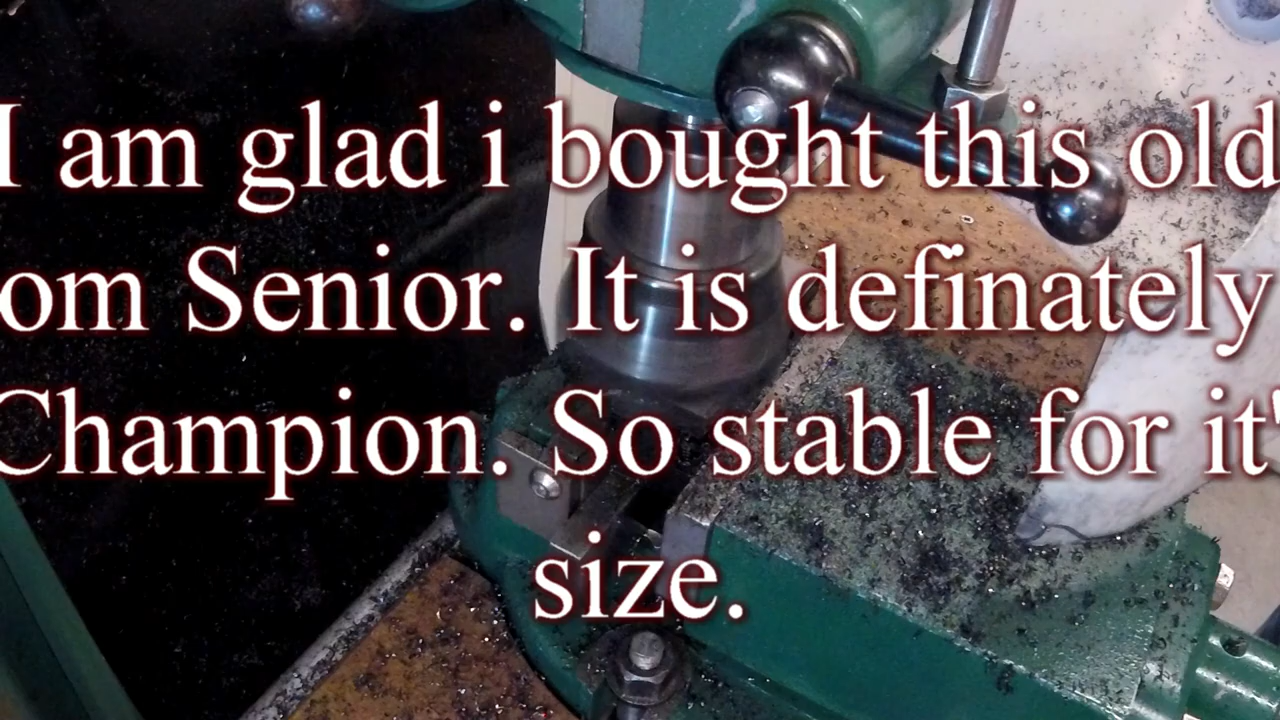 I am glad i bought this old
om Senior. It is definately
Champion. So stable for it'
size.